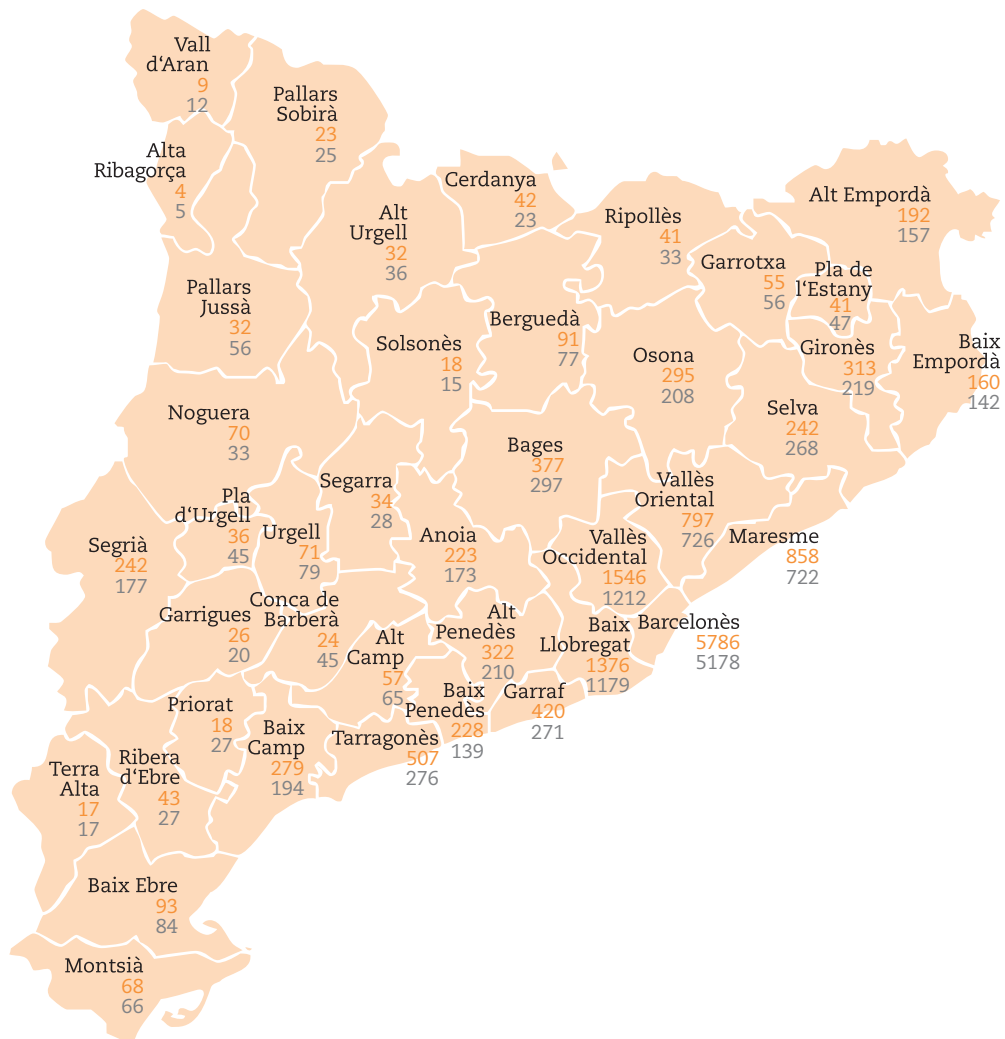 Vall
d‘Aran
9
12
Pallars
Sobirà
23
25
Alta
Ribagorça
4
5
Cerdanya
42
23
Alt
Urgell
32
36
Ripollès
41
33
Alt Empordà
192
157
Garrotxa
55
56
Pla de
l‘Estany
41
47
Pallars
Jussà
32
56
Solsonès
18
15
Berguedà
91
77
Osona
295
208
Gironès
313
219
Baix
Empordà
160
142
Noguera
70
33
Selva
242
268
Bages
377
297
Segarra
34
28
Vallès
Oriental
797
726
Pla
d‘Urgell
36
45
Urgell
71
79
Segrià
242
177
Anoia
223
173
Vallès
Occidental
1546
1212
Maresme
858
722
Garrigues
26
20
Conca de
Barberà
24
45
Alt
Camp
57
65
Alt
Penedès
322
210
Baix
Llobregat
1376
1179
Barcelonès
5786
5178
Priorat
18
27
Baix
Camp
279
194
Tarragonès
507
276
Baix
Penedès
228
139
Garraf
420
271
Terra
Alta
17
17
Ribera
d‘Ebre
43
27
Baix Ebre
93
84
Montsià
68
66